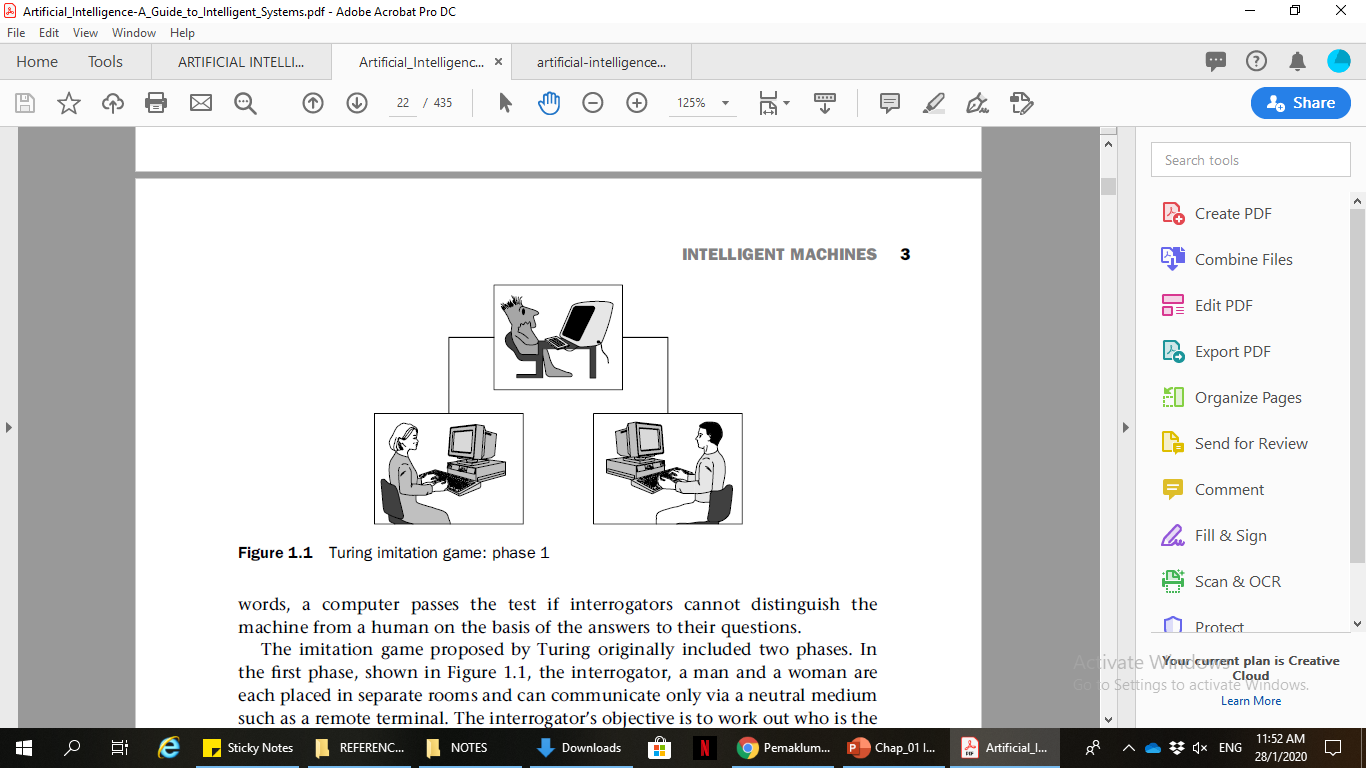 Artificial_Intelligence-A_Guide_to_Intelligent_Systems.pdf - Adobe Acrobat Pro DC
File Edit View Window Help
Home Tools ARTIFICIAL INTELLI... Artificial_Intelligenc... × artificial-intelligence...
22 / 435 125% Share
Search tools
Create PDF
Combine Files
Edit PDF
Export PDF
Organize Pages
Send for Review
Comment
Fill & Sign
Scan & OCR
Protect
Your current plan is Creative
Cloud
Learn More
Activate Windows
Go to Settings to activate Windows.
INTELLIGENT MACHINES 3
Figure 1.1 Turing imitation game: phase 1
words, a computer passes the test if interrogators cannot distinguish the
machine from a human on the basis of the answers to their questions.
The imitation game proposed by Turing originally included two phases. In
the first phase, shown in Figure 1.1, the interrogator, a man and a woman are
each placed in separate rooms and can communicate only via a neutral medium
such as a remote terminal. The interrogator's objective is to work out who is the
Sticky Notes REFERENC... NOTES Downloads Pemaklum... Chap_01 I... Artificial_I... ENG 11:52 AM
28/1/2020